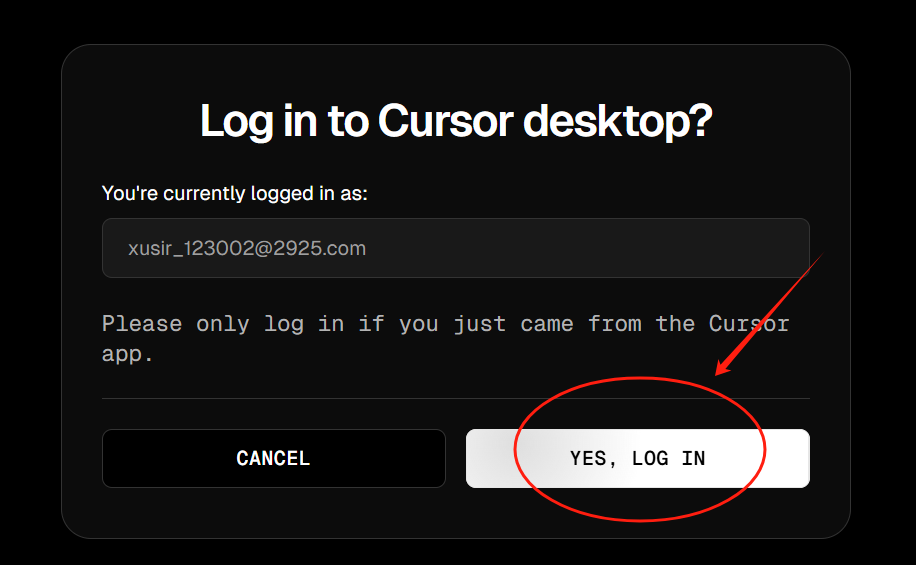 Log in to Cursor desktop?
You're currently logged in as:
xusir_123002@2925.com
Please only log in if you just came from the Cursor
app.
CANCEL
YES, LOG IN